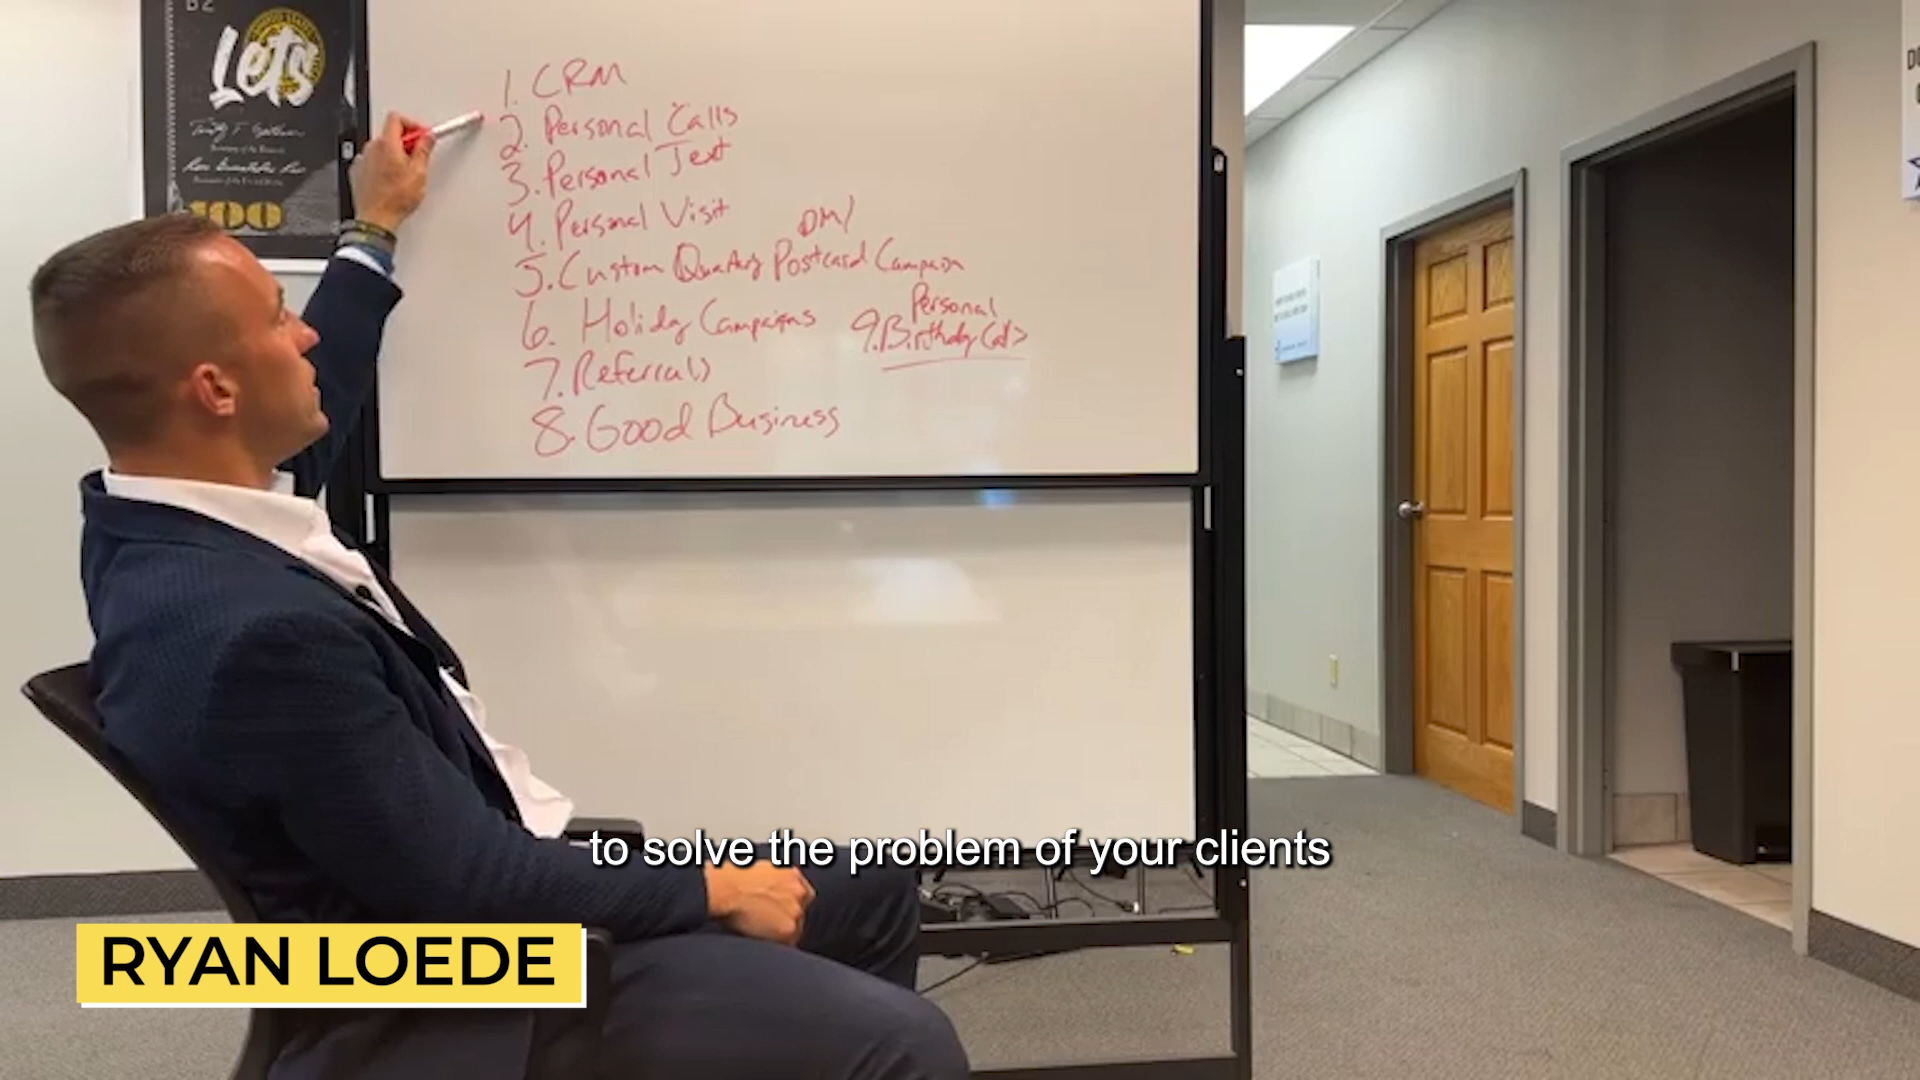 Lets
100
1. CRM
2. Personal Calls
3. Personal Text
4. Personal Visit
DM/
5. Custom Quarterly Postcard Campaign
6. Holiday Campaigns
Personal
9. Birthday Calls
7. Referrals
8. Good Business
to solve the problem of your clients
RYAN LOEDE